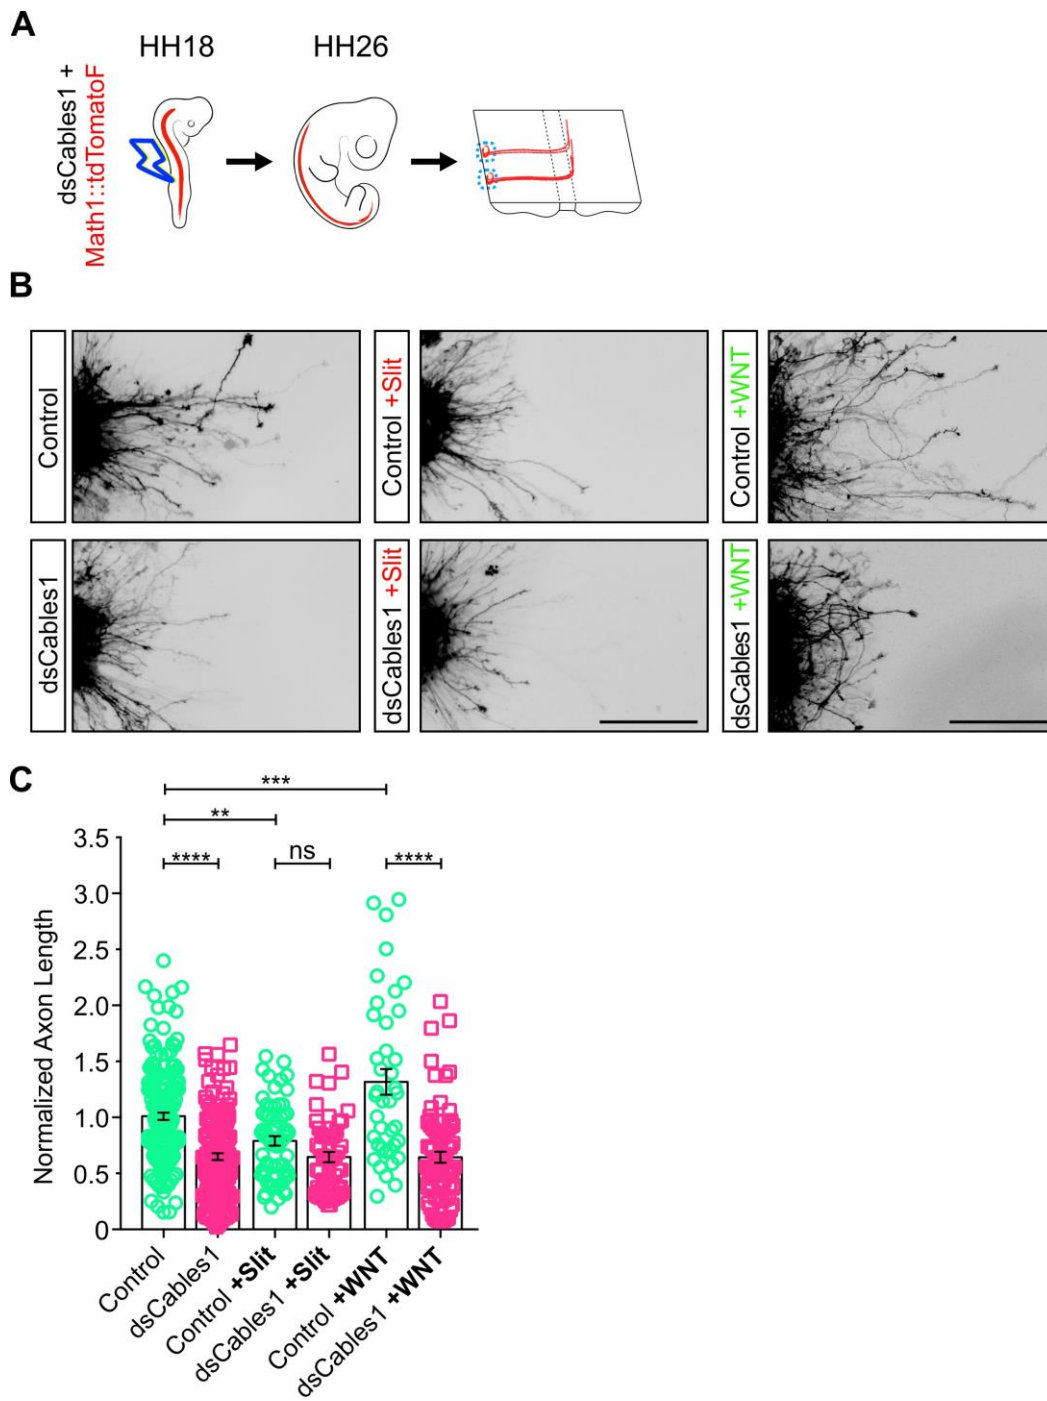 A
HH18
HH26
dsCables1 +
Math1::tdTomatoF
B
Control
Control +Slit
Control +WNT
dsCables1
dsCables1 +Slit
dsCables1 +WNT
C
***
**
****
ns
****
Normalized Axon Length
3.5
3.0
2.5
2.0
1.5
1.0
0.5
0
Control
dsCables1
Control +Slit
dsCables1 +Slit
Control +WNT
dsCables1 +WNT